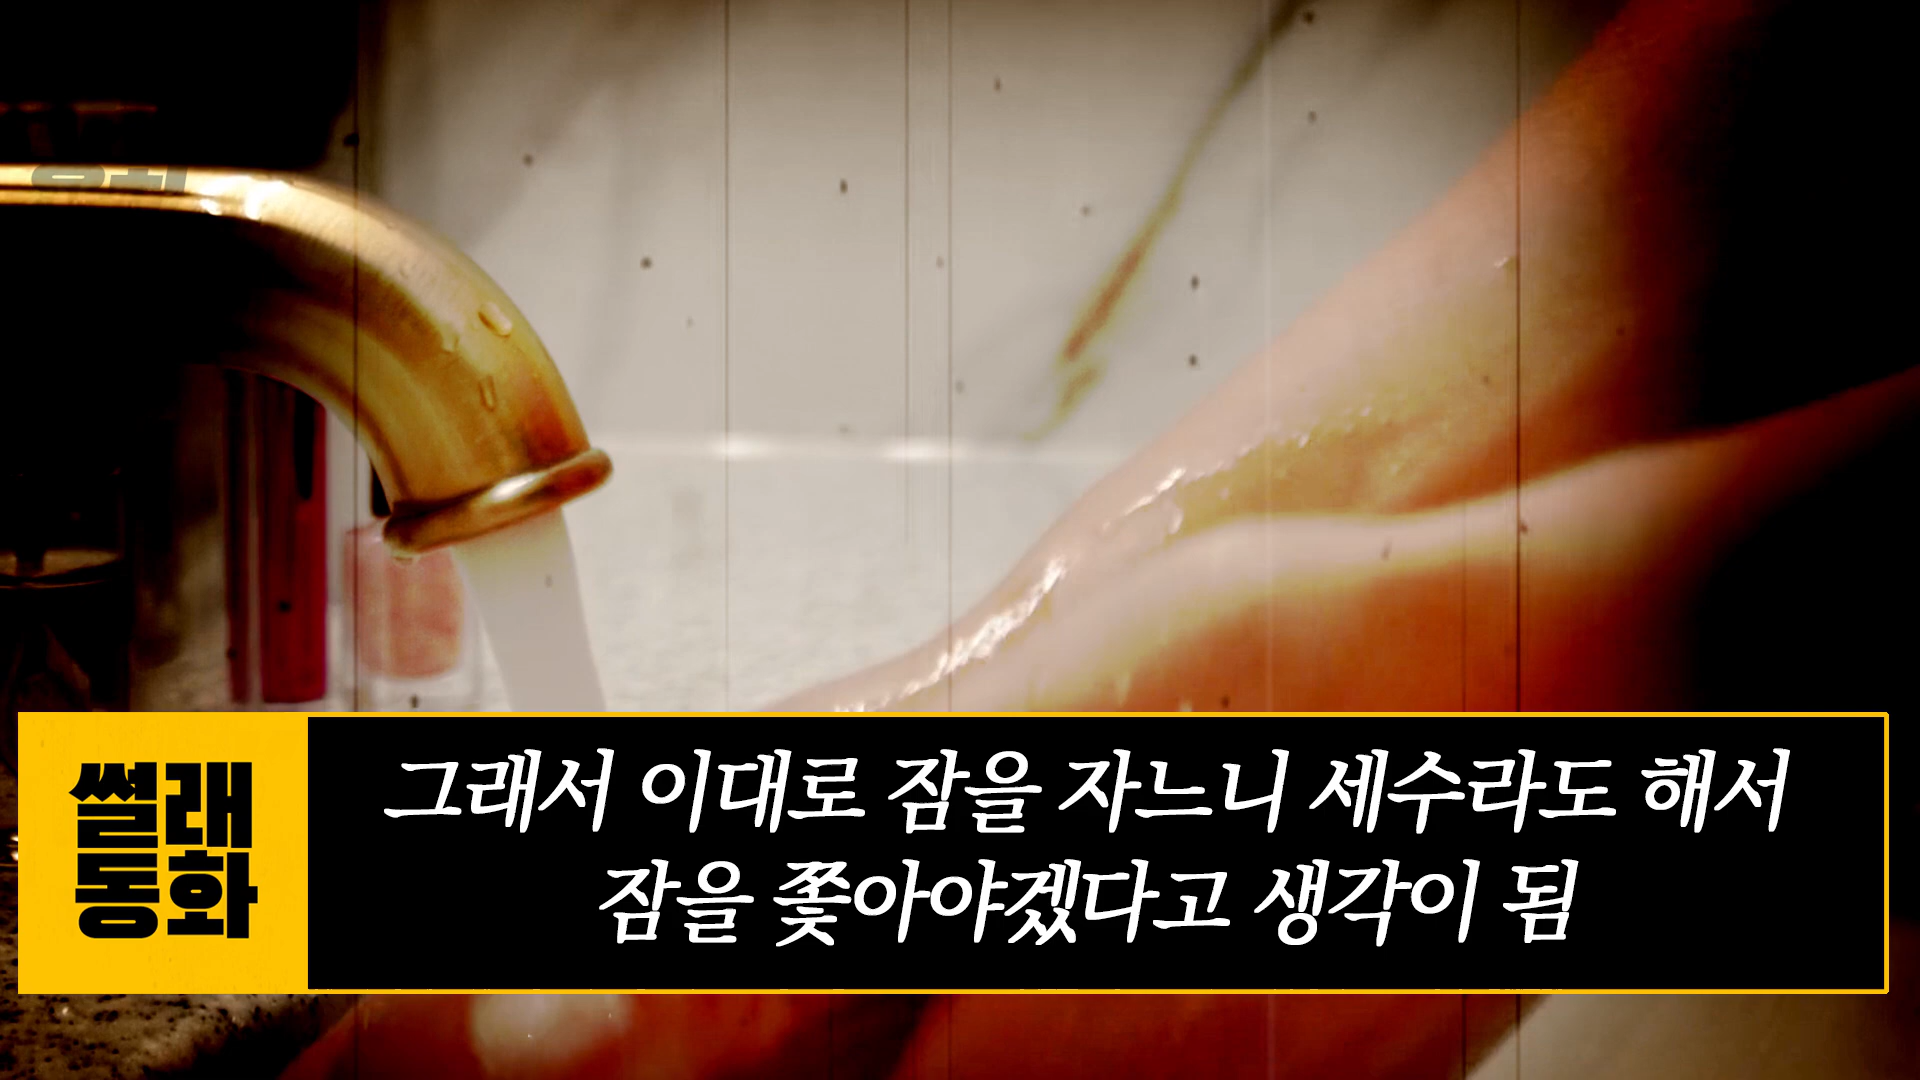 썰래
동화
그래서 이대로 잠을 자느니 세수라도 해서
잠을 쫓아야겠다고 생각이 됨